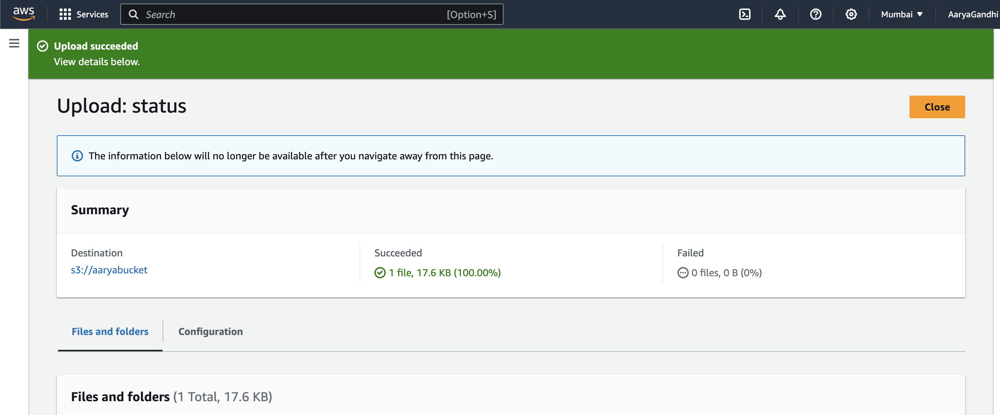 aws Services Search [Option+S] Mumbai AaryaGandhi
Upload succeeded
View details below.
Upload: status
Close
The information below will no longer be available after you navigate away from this page.
Summary
Destination Succeeded Failed
s3://aaryabucket 1 file, 17.6 KB (100.00%) 0 files, 0 B (0%)
Files and folders Configuration
Files and folders (1 Total, 17.6 KB)